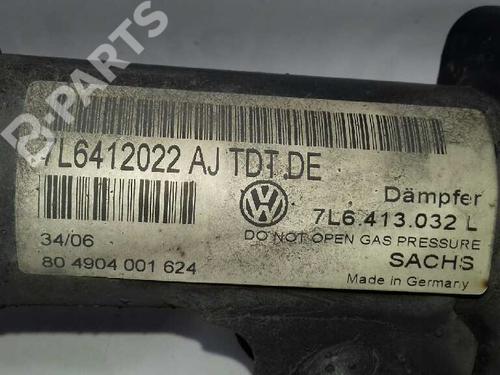 B-PARTS
7L6412022 AJ TDT.DE
Dämpfer
7L6.413.032 L
34/06
DO NOT OPEN GAS PRESSURE
80 4904 001 624
SACHS
Made in Germany